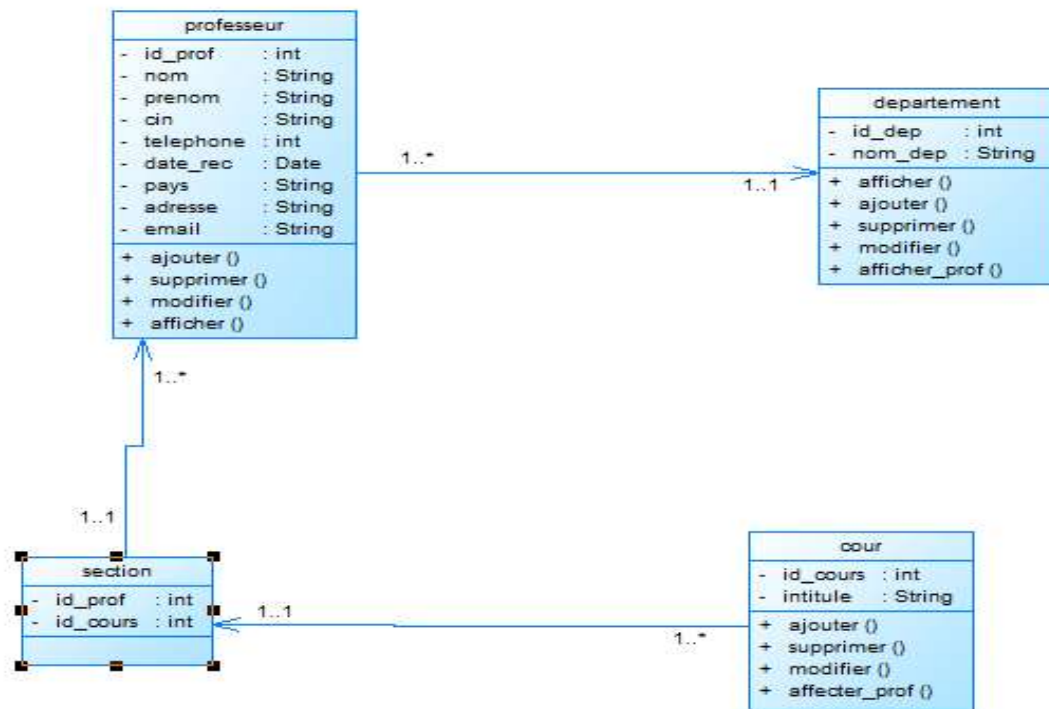 professeur
- id_prof : int
- nom : String
- prenom : String
- cin : String
- telephone : int
- date_rec : Date
- pays : String
- adresse : String
- email : String
+ ajouter ()
+ supprimer ()
+ modifier ()
+ afficher ()
departement
- id_dep : int
- nom_dep : String
+ afficher ()
+ ajouter ()
+ supprimer ()
+ modifier ()
+ afficher_prof ()
1..*
1..1
1..*
1..1
section
- id_prof : int
- id_cours : int
1..1
1..*
cour
- id_cours : int
- intitule : String
+ ajouter ()
+ supprimer ()
+ modifier ()
+ affecter_prof ()